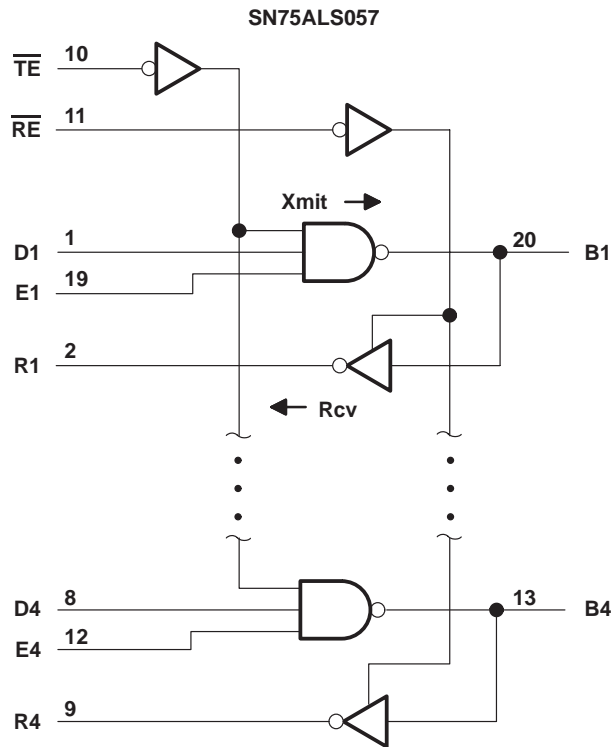 SN75ALS057
TE 10
RE 11
Xmit
D1 1 20 B1
E1 19
R1 2
Rcv
D4 8 13 B4
E4 12
R4 9